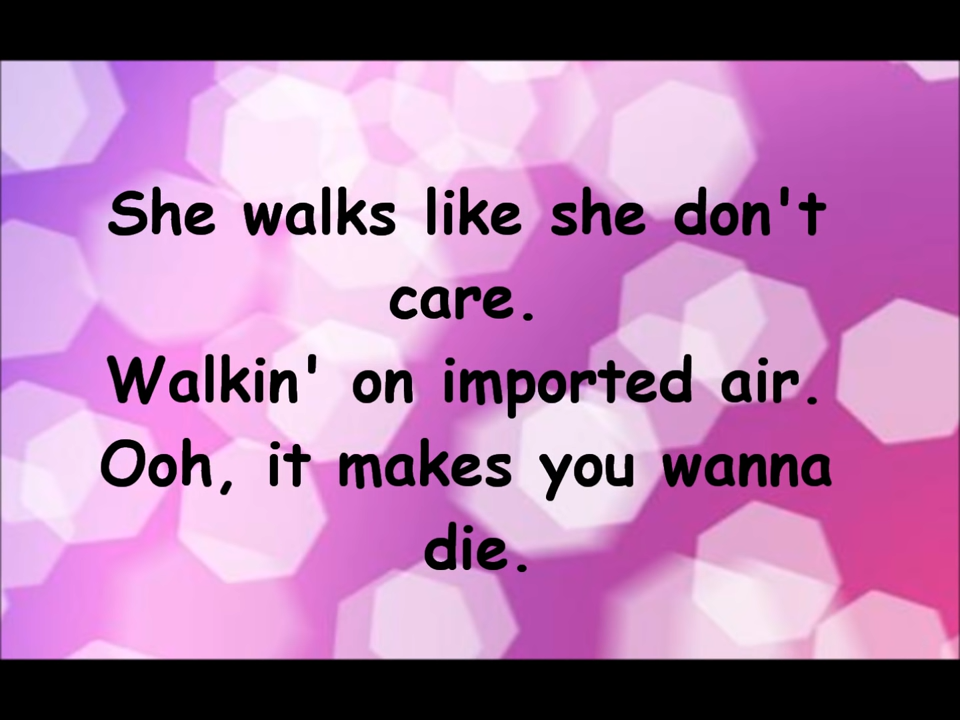 She walks like she don't
care.
Walkin' on imported air.
Ooh, it makes you wanna
die.